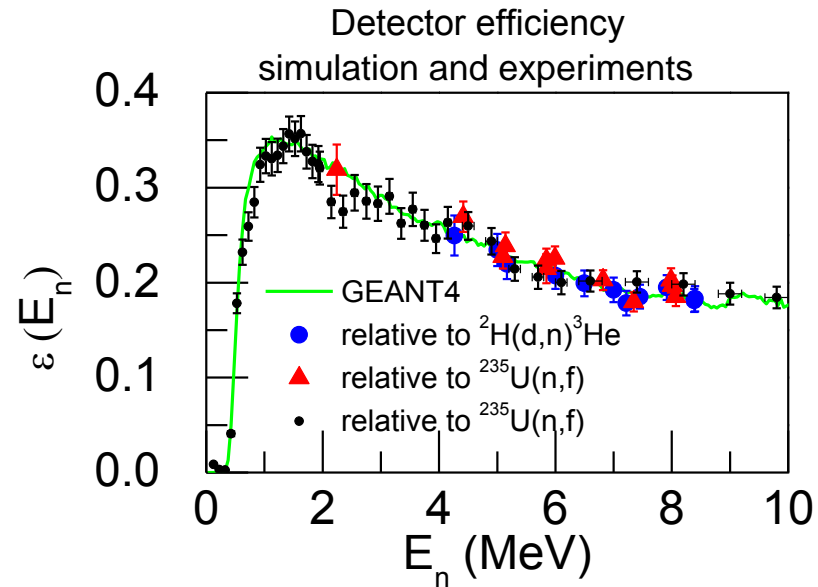 Detector efficiency
simulation and experiments
0.4
0.3
0.2
0.1
0.0
ε (Eₙ)
GEANT4
relative to ²H(d,n)³He
relative to ²³⁵U(n,f)
relative to ²³⁵U(n,f)
0 2 4 6 8 10
Eₙ (MeV)